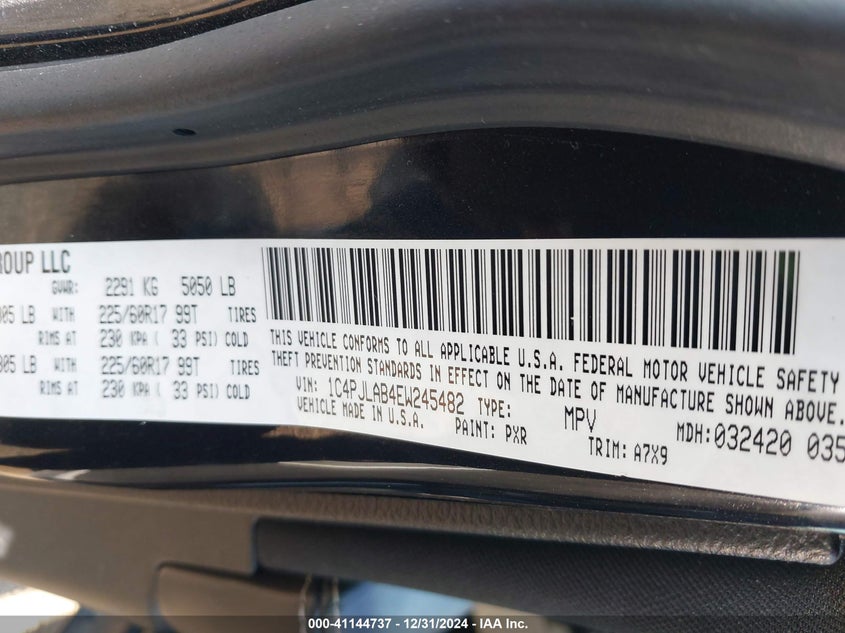 ROUP LLC
GVWR: 2291 KG 5050 LB
05 LB WITH 225/60R17 99T TIRES
RIMS AT 230 KPA ( 33 PSI) COLD
805 LB WITH 225/60R17 99T TIRES
RIMS AT 230 KPA ( 33 PSI) COLD
THIS VEHICLE CONFORMS TO ALL APPLICABLE U.S.A. FEDERAL MOTOR VEHICLE SAFETY
THEFT PREVENTION STANDARDS IN EFFECT ON THE DATE OF MANUFACTURE SHOWN ABOVE.
VIN: 1C4PJLAB4EW245482 TYPE: MPV MDH:032420 035
VEHICLE MADE IN U.S.A. PAINT: PXR TRIM: A7X9
000-41144737 - 12/31/2024 - IAA Inc.